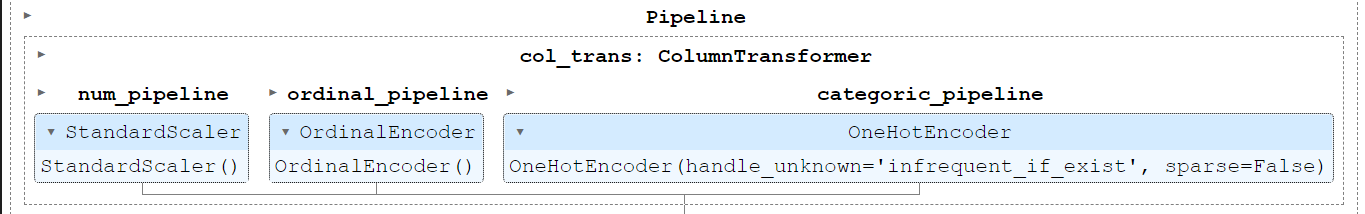 Pipeline
col_trans: ColumnTransformer
num_pipeline ordinal_pipeline categoric_pipeline
StandardScaler OrdinalEncoder OneHotEncoder
StandardScaler() OrdinalEncoder() OneHotEncoder(handle_unknown='infrequent_if_exist', sparse=False)